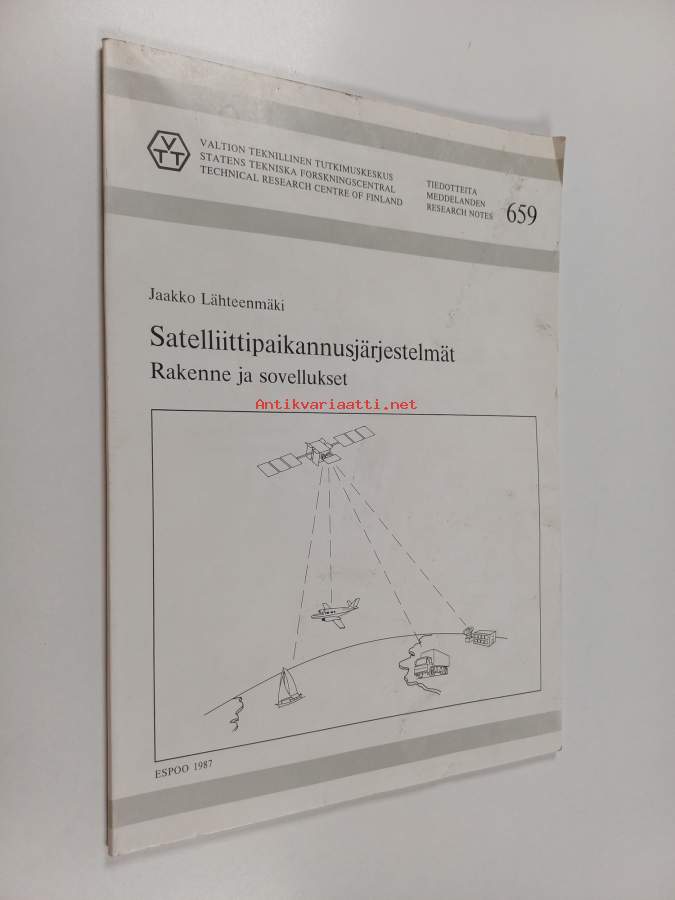 VTT
VALTION TEKNILLINEN TUTKIMUSKESKUS
STATENS TEKNISKA FORSKNINGSCENTRAL
TECHNICAL RESEARCH CENTRE OF FINLAND
TIEDOTTEITA
MEDDELANDEN
RESEARCH NOTES 659
Jaakko Lähteenmäki
Satelliittipaikannusjärjestelmät
Rakenne ja sovellukset
Antikvariaatti.net
ESPOO 1987